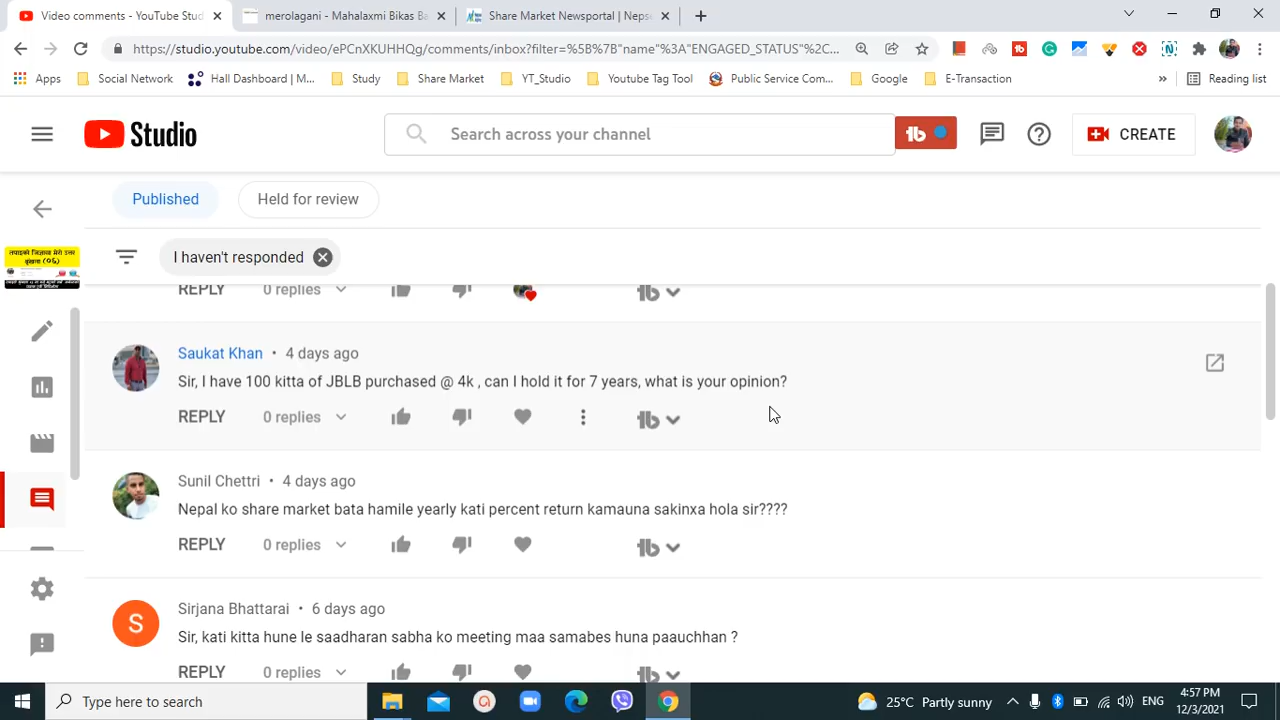 Video comments - YouTube Stud
merolagani - Mahalaxmi Bikas Ba
Share Market Newsportal | Nepse
https://studio.youtube.com/video/ePCnXKUHHQg/comments/inbox?filter=%5B%7B"name"%3A"ENGAGED_STATUS"%2C...
Apps
Social Network
Hall Dashboard | M...
Study
Share Market
YT_Studio
Youtube Tag Tool
Public Service Com...
Google
E-Transaction
»
Reading list
Studio
Search across your channel
CREATE
Published
Held for review
तपाइको जिज्ञासा मेरो उत्तर
I haven't responded
REPLY 0 replies
Saukat Khan • 4 days ago
Sir, I have 100 kitta of JBLB purchased @ 4k , can I hold it for 7 years, what is your opinion?
REPLY 0 replies
Sunil Chettri • 4 days ago
Nepal ko share market bata hamile yearly kati percent return kamauna sakinxa hola sir????
REPLY 0 replies
S
Sirjana Bhattarai • 6 days ago
Sir, kati kitta hune le saadharan sabha ko meeting maa samabes huna paauchhan ?
REPLY 0 replies
Type here to search
25°C Partly sunny
ENG
4:57 PM
12/3/2021